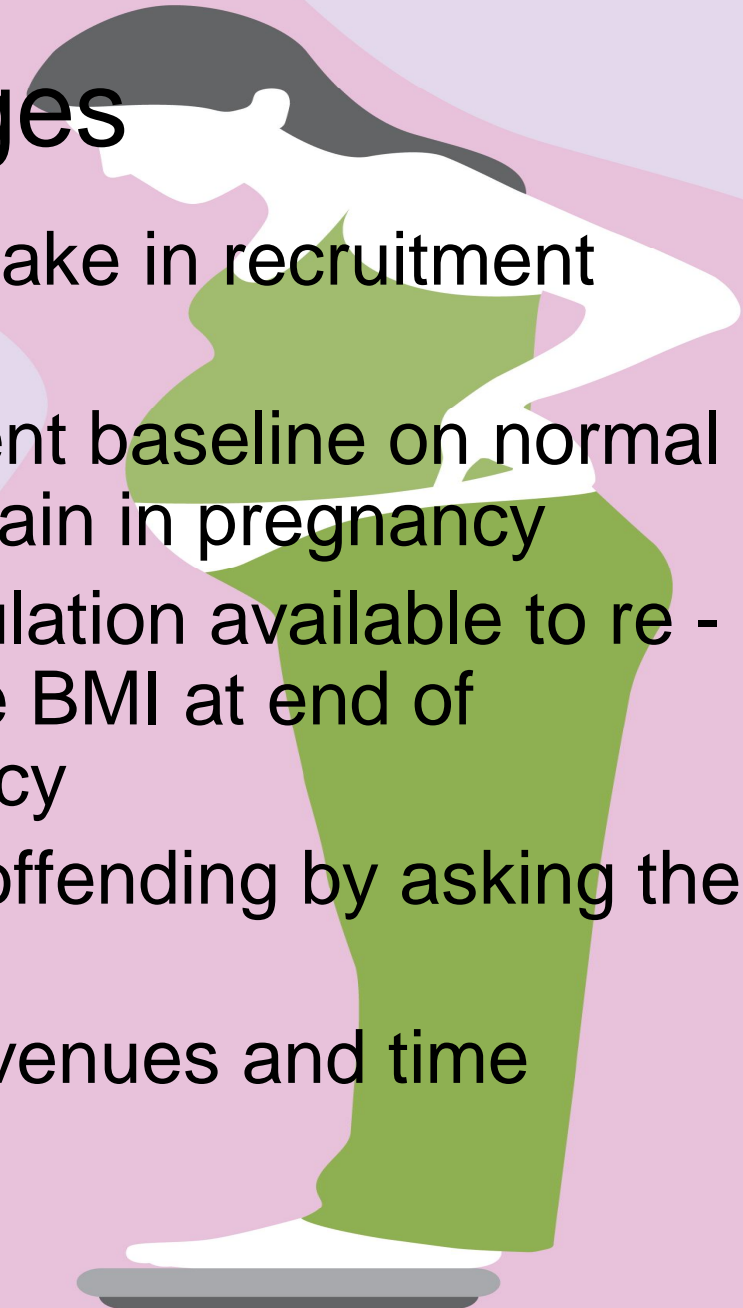 ges
ake in recruitment
ent baseline on normal
ain in pregnancy
ulation available to re -
e BMI at end of
cy
offending by asking the
venues and time